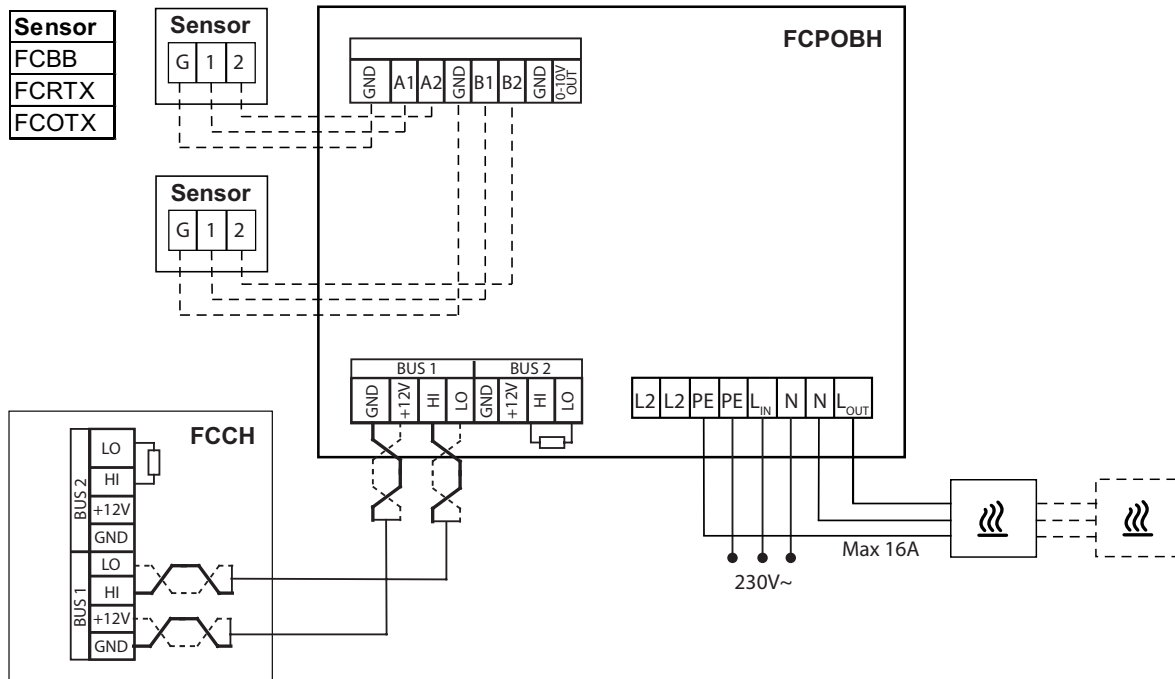 Sensor
FCBB
FCRTX
FCOTX
Sensor
G 1 2
Sensor
G 1 2
FCPOBH
GND A1 A2 GND B1 B2 GND 0-10V OUT
BUS 1 BUS 2
GND +12V HI LO GND +12V HI LO
L2 L2 PE PE LIN N N LOUT
Max 16A
230V~
FCCH
BUS 2
LO
HI
+12V
GND
BUS 1
LO
HI
+12V
GND